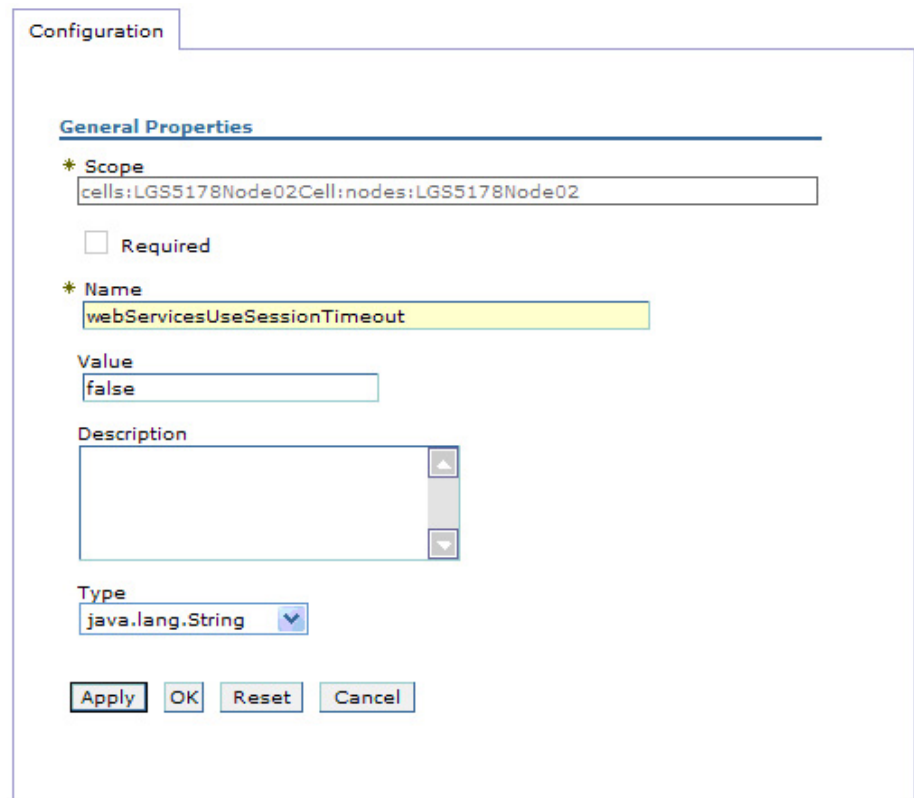 Configuration
General Properties
* Scope
cells:LGS5178Node02Cell:nodes:LGS5178Node02
Required
* Name
webServicesUseSessionTimeout
Value
false
Description
Type
java.lang.String
Apply OK Reset Cancel